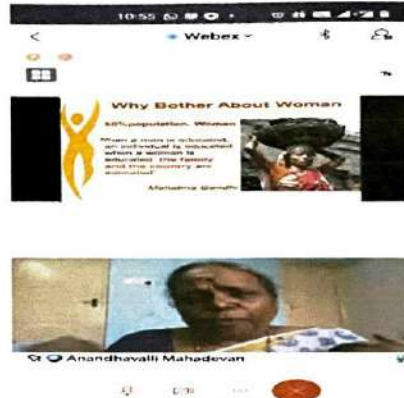 10:55
Webex
Why Bother About Woman
50% population. Woman
"When a man is educated,
an individual is educated
when a woman is
educated the family
and the country are
educated"
Mahatma Gandhi
Anandhavalli Mahadevan